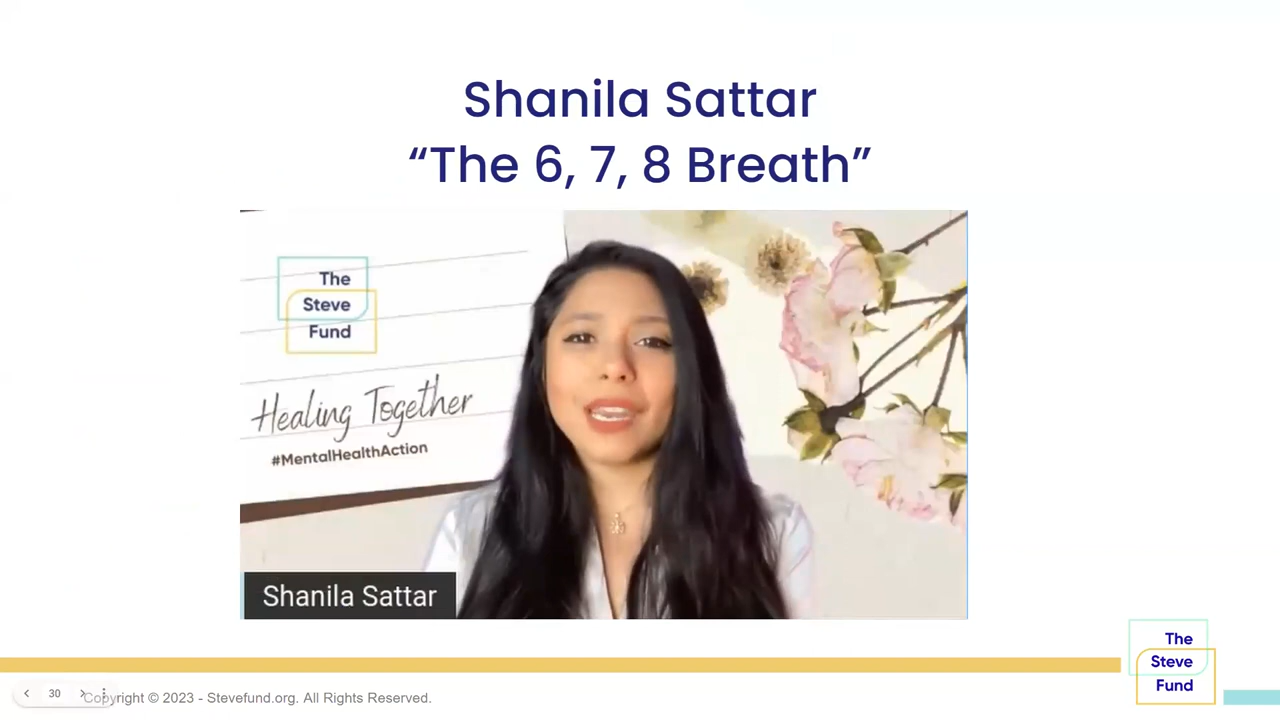 Shanila Sattar
“The 6, 7, 8 Breath”
The
Steve
Fund
Healing Together
#MentalHealthAction
Shanila Sattar
The
Steve
Fund
30
Copyright © 2023 - Stevefund.org. All Rights Reserved.